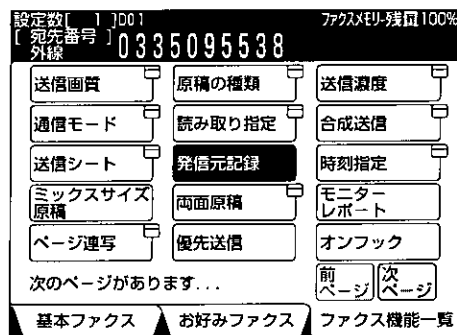 設定数[ 1 ]D01 ファクスメモリ-残量100%
[ 宛先番号 ] 0335095538
外線
送信画質 原稿の種類 送信濃度
通信モード 読み取り指定 合成送信
送信シート 発信元記録 時刻指定
ミックスサイズ 両面原稿 モニター
原稿 レポート
ページ連写 優先送信 オンフック
次のページがあります... 前 次
ページ ページ
基本ファクス お好みファクス ファクス機能一覧